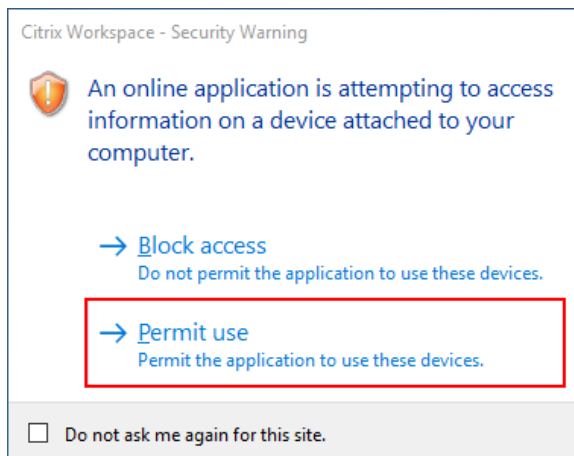 Citrix Workspace - Security Warning
An online application is attempting to access
information on a device attached to your
computer.
Block access
Do not permit the application to use these devices.
Permit use
Permit the application to use these devices.
Do not ask me again for this site.